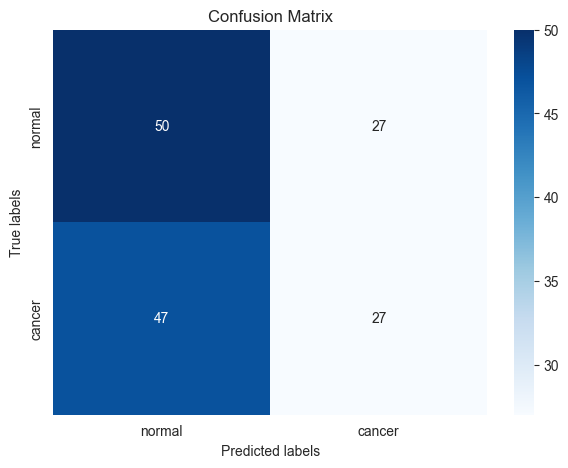 Confusion Matrix
True labels
normal
50
27
cancer
47
27
normal
cancer
Predicted labels
50
45
40
35
30